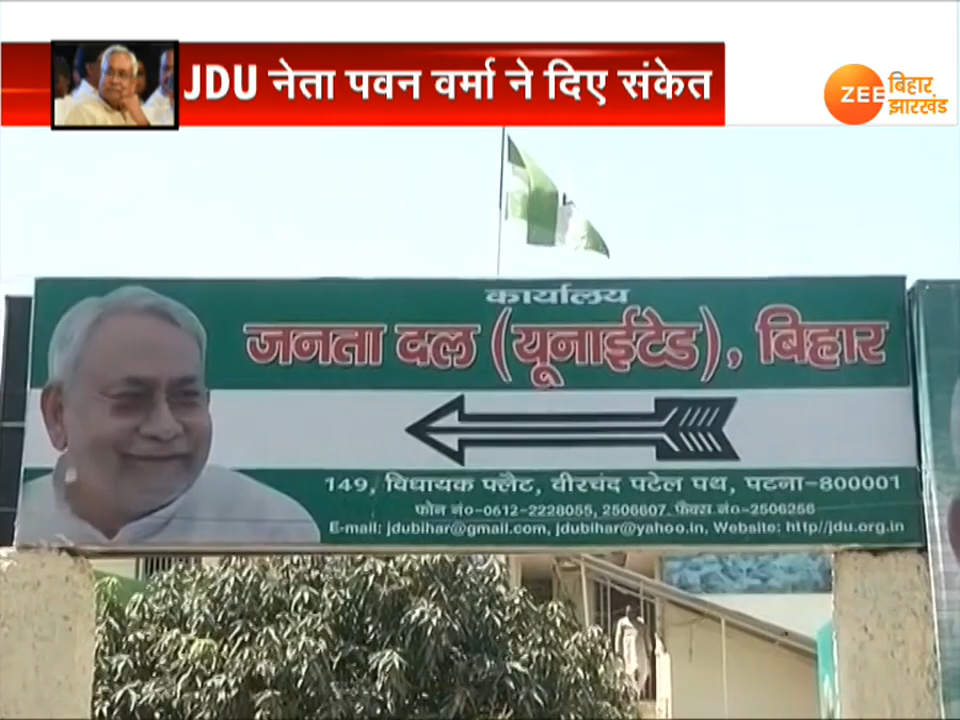 JDU नेता पवन वर्मा ने दिए संकेत
ZEE बिहार झारखंड
कार्यालय
जनता दल (यूनाईटेड), बिहार
149, विधायक फ्लैट, वीरचंद पटेल पथ, पटना-800001
फोन नं०-0612-2228055, 2506607 फैक्स नं०-2506256
E-mail: jdubihar@gmail.com, jdubihar@yahoo.in, Website: http//jdu.org.in